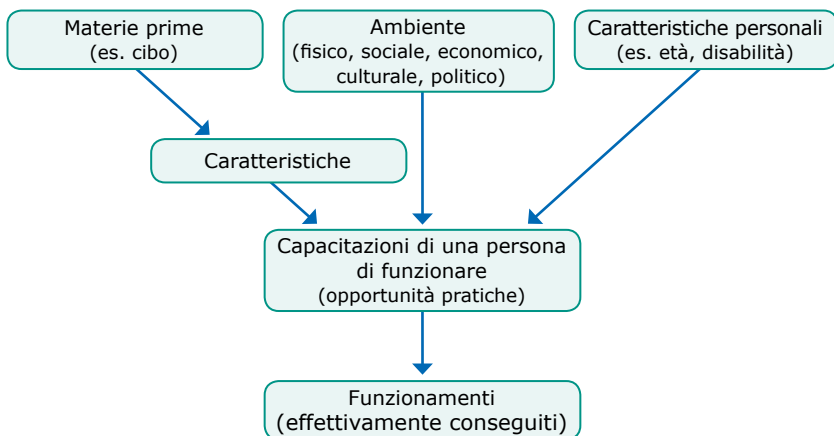 Materie prime
(es. cibo)
Ambiente
(fisico, sociale, economico,
culturale, politico)
Caratteristiche personali
(es. età, disabilità)
Caratteristiche
Capacitazioni di una persona
di funzionare
(opportunità pratiche)
Funzionamenti
(effettivamente conseguiti)